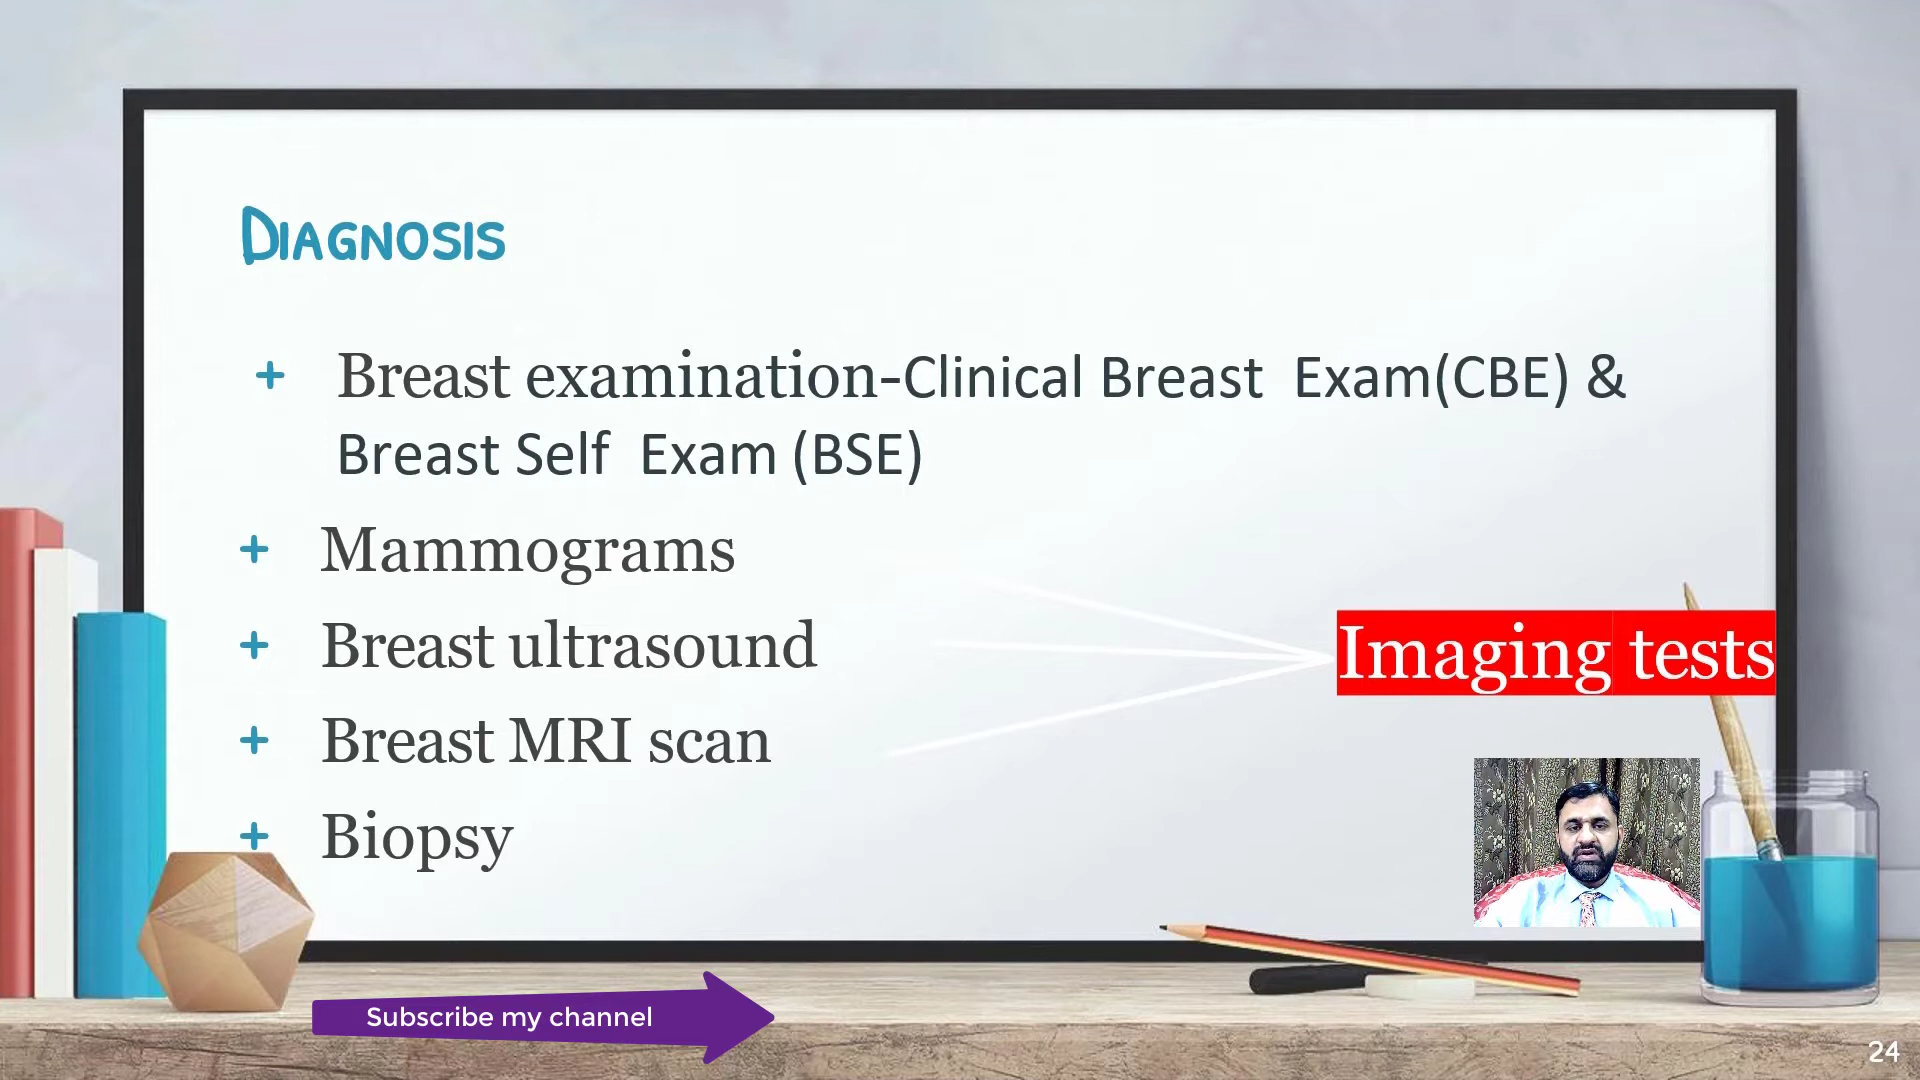 Diagnosis
+ Breast examination-Clinical Breast Exam(CBE) &
Breast Self Exam (BSE)
+ Mammograms
+ Breast ultrasound
Imaging tests
+ Breast MRI scan
+ Biopsy
Subscribe my channel
24